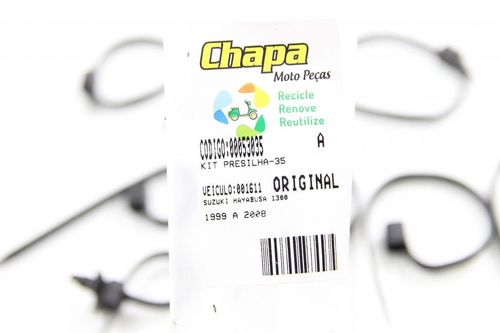 Chapa
Moto Peças
Recicle
Renove
Reutilize
CODIGO:00053035 A
KIT PRESILHA-35
VEICULO:001611 ORIGINAL
SUZUKI HAYABUSA 1300
1999 A 2008